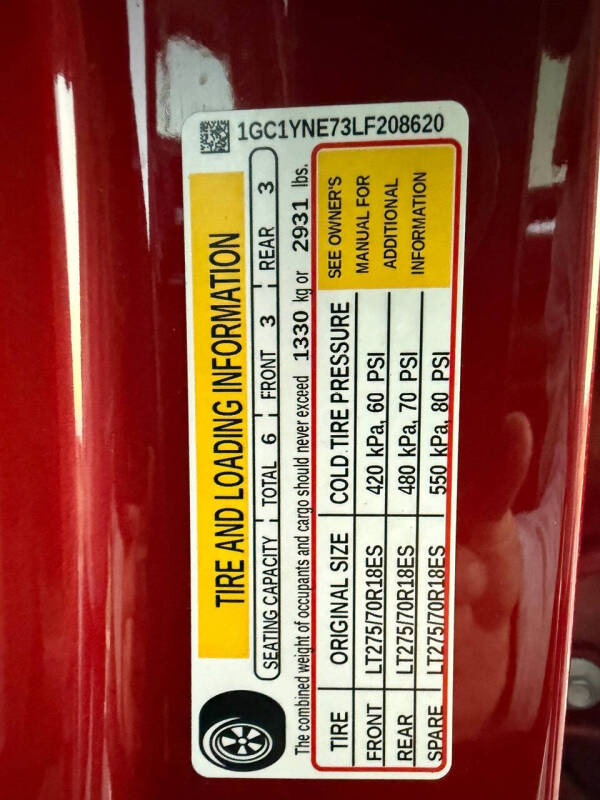 1GC1YNE73LF208620
TIRE AND LOADING INFORMATION
SEATING CAPACITY TOTAL 6 FRONT 3 REAR 3
The combined weight of occupants and cargo should never exceed 1330 kg or 2931 lbs.
TIRE ORIGINAL SIZE COLD TIRE PRESSURE
FRONT LT275/70R18ES 420 kPa, 60 PSI
REAR LT275/70R18ES 480 kPa, 70 PSI
SPARE LT275/70R18ES 550 kPa, 80 PSI
SEE OWNER'S
MANUAL FOR
ADDITIONAL
INFORMATION